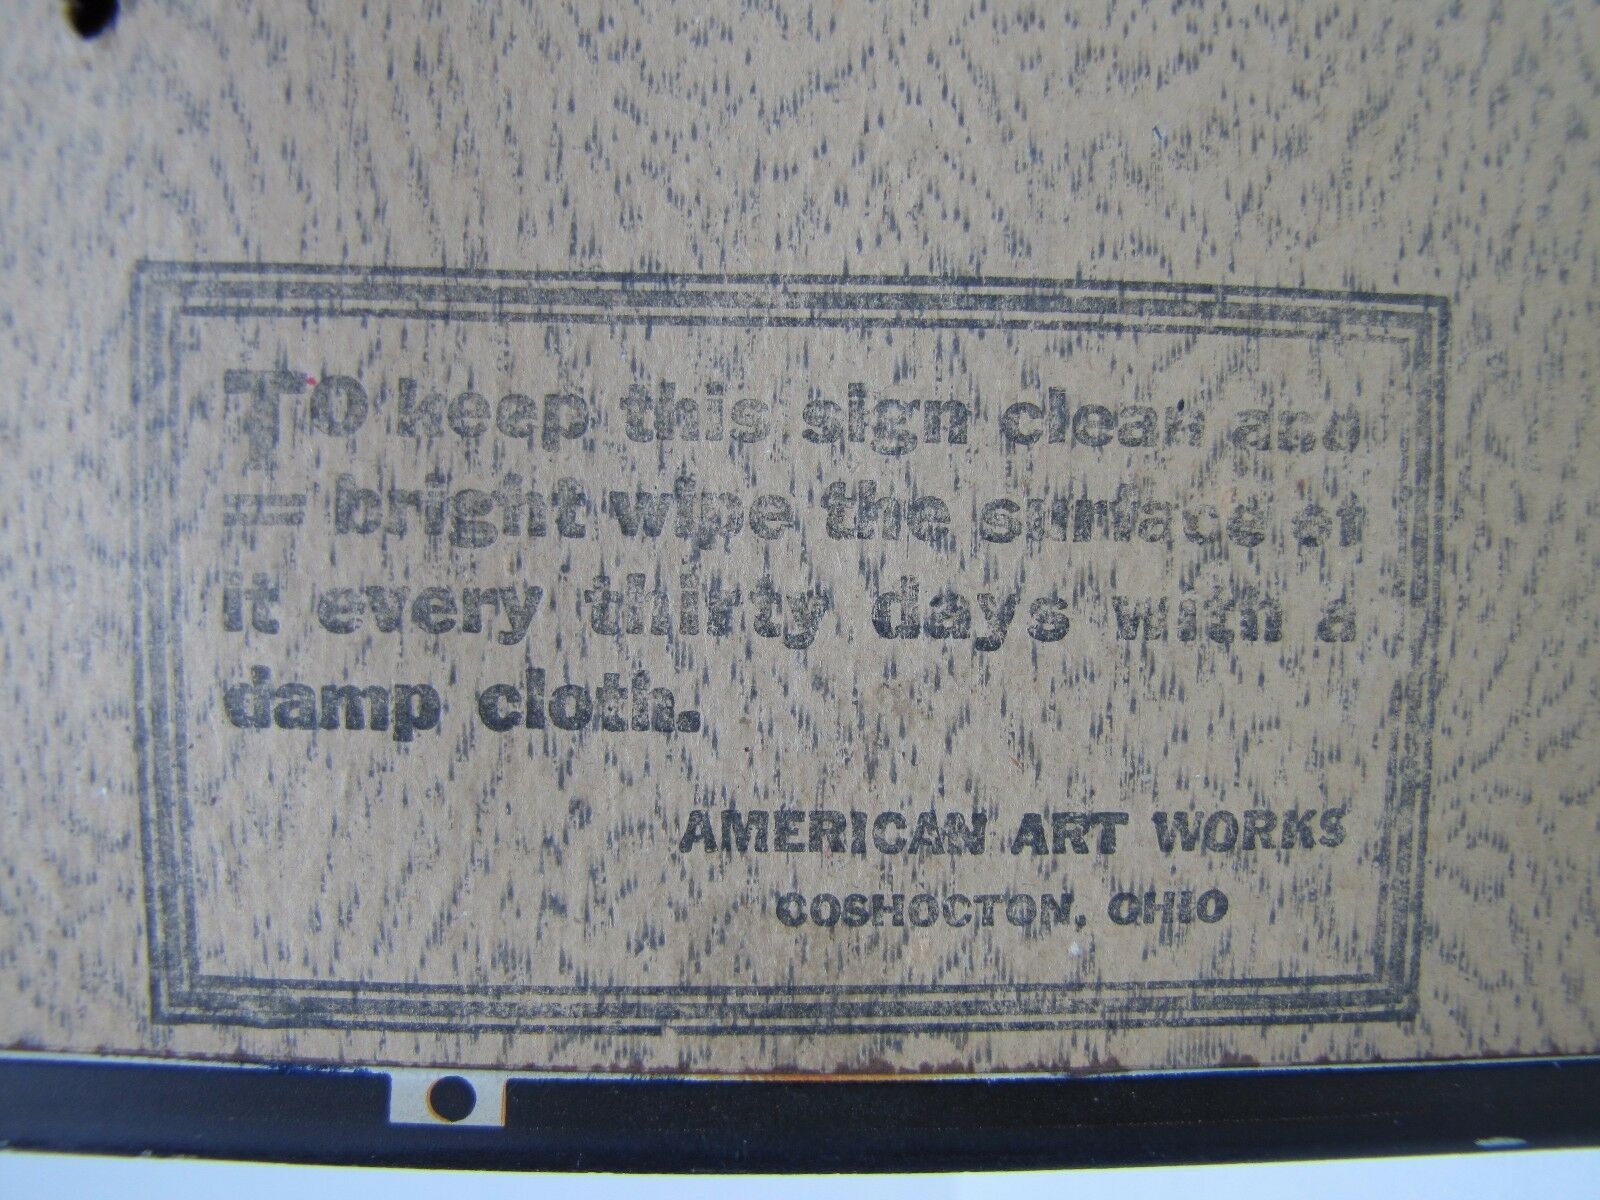 TO keep this sign clean and
bright wipe the surface of
it every thirty days with a
damp cloth.
AMERICAN ART WORKS
COSHOCTON, OHIO